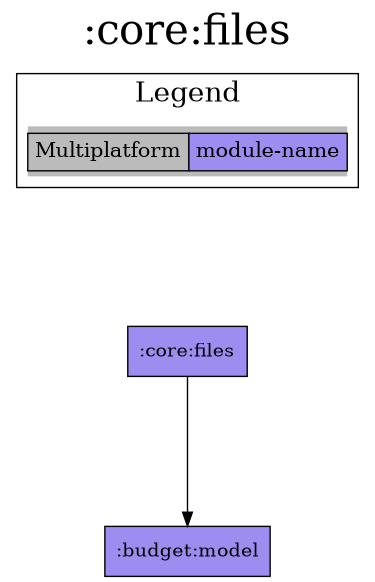 :core:files
Legend
Multiplatform module-name
:core:files
:budget:model